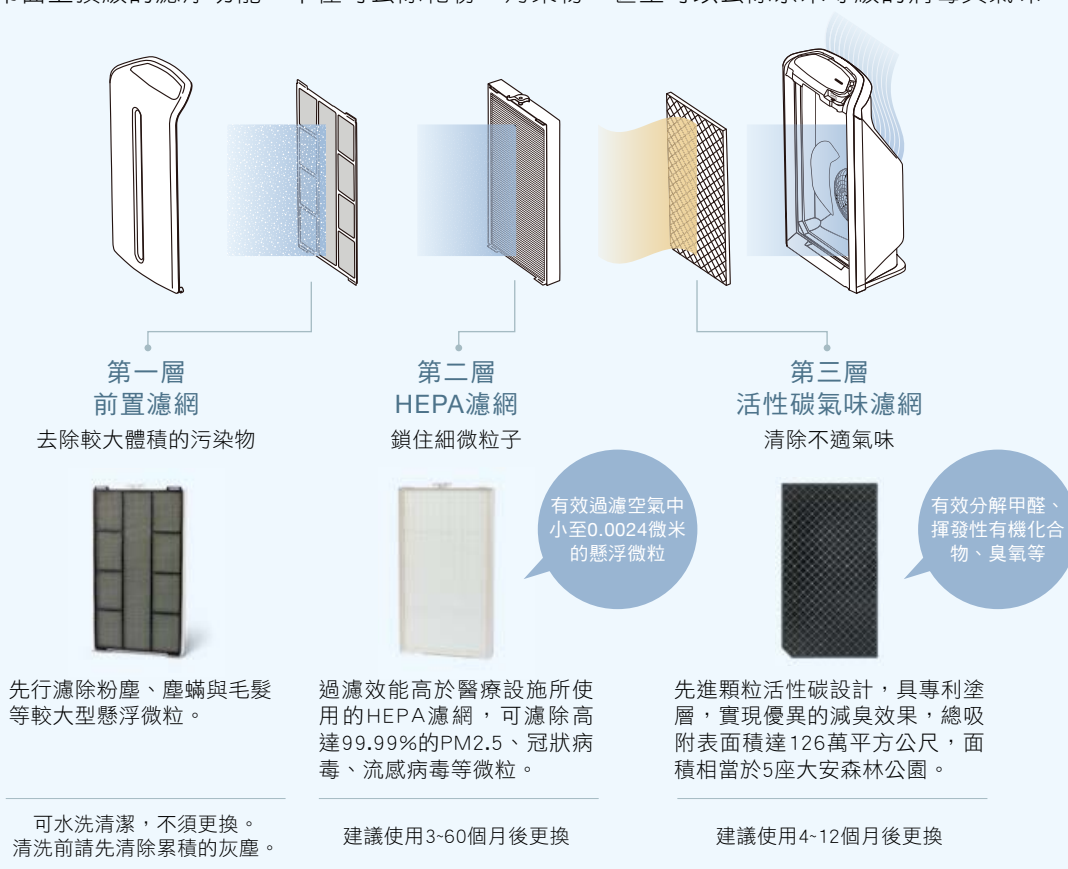 第一層
前置濾網
去除較大體積的污染物
先行濾除粉塵、塵蟎與毛髮
等較大型懸浮微粒。
可水洗清潔，不須更換。
清洗前請先清除累積的灰塵。
第二層
HEPA濾網
鎖住細微粒子
有效過濾空氣中
小至0.0024微米
的懸浮微粒
過濾效能高於醫療設施所使
用的HEPA濾網，可濾除高
達99.99%的PM2.5、冠狀病
毒、流感病毒等微粒。
建議使用3~60個月後更換
第三層
活性碳氣味濾網
清除不適氣味
有效分解甲醛、
揮發性有機化合
物、臭氧等
先進顆粒活性碳設計，具專利塗
層，實現優異的減臭效果，總吸
附表面積達126萬平方公尺，面
積相當於5座大安森林公園。
建議使用4~12個月後更換